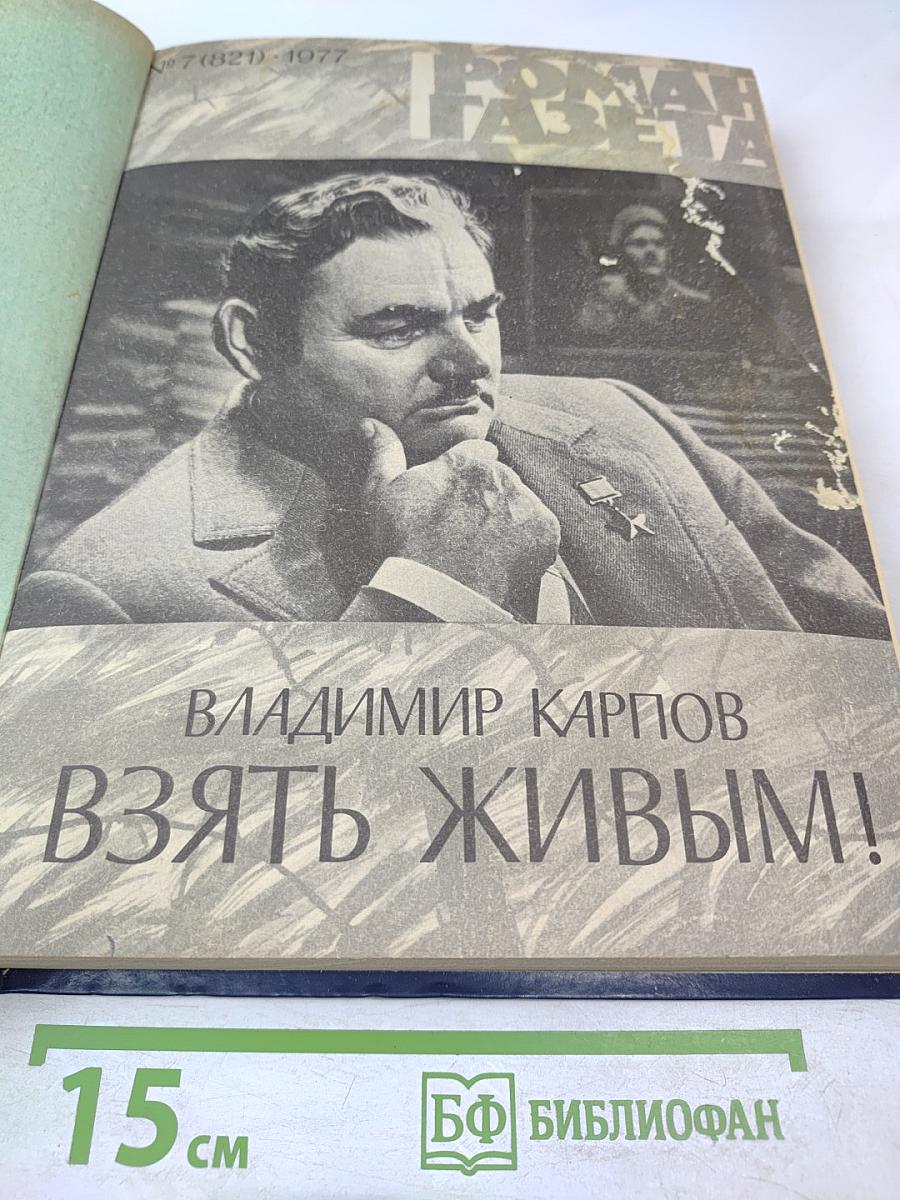 № 7 (821) · 1977
РОМАН
ГАЗЕТА
ВЛАДИМИР КАРПОВ
ВЗЯТЬ ЖИВЫМ!
15 см
БФ БИБЛИОФАН